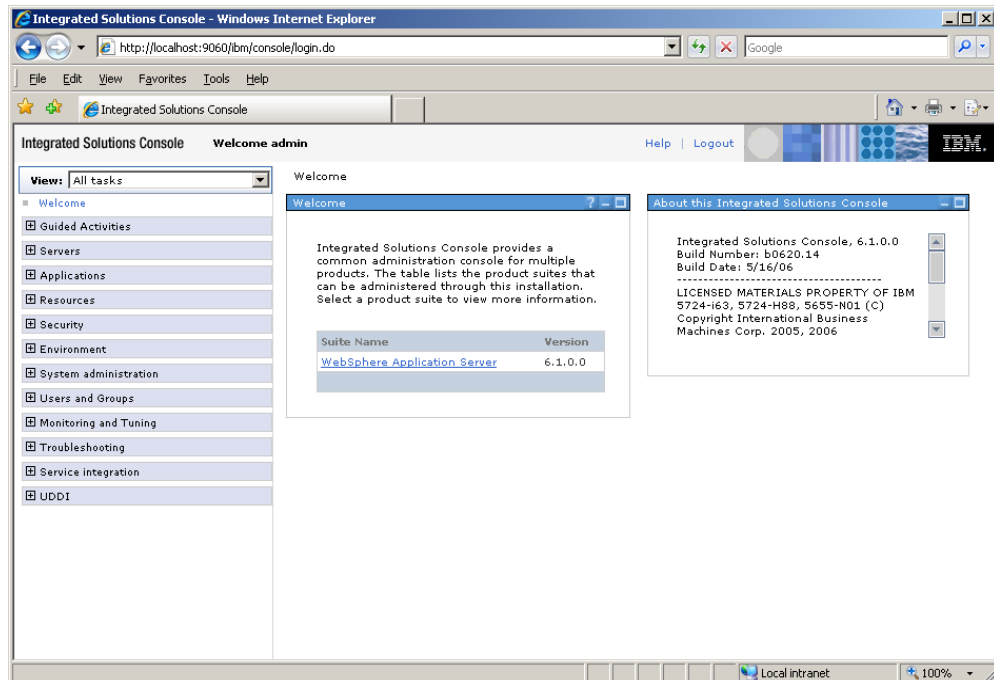 Integrated Solutions Console - Windows Internet Explorer
http://localhost:9060/ibm/console/login.do
Google
File Edit View Favorites Tools Help
Integrated Solutions Console
Integrated Solutions Console Welcome admin
Help | Logout
IBM.
View: All tasks
Welcome
Guided Activities
Servers
Applications
Resources
Security
Environment
System administration
Users and Groups
Monitoring and Tuning
Troubleshooting
Service integration
UDDI
Welcome
Welcome ?
Integrated Solutions Console provides a
common administration console for multiple
products. The table lists the product suites that
can be administered through this installation.
Select a product suite to view more information.
Suite Name Version
WebSphere Application Server 6.1.0.0
About this Integrated Solutions Console
Integrated Solutions Console, 6.1.0.0
Build Number: b0620.14
Build Date: 5/16/06
----------------------------------
LICENSED MATERIALS PROPERTY OF IBM
5724-i63, 5724-H88, 5655-N01 (C)
Copyright International Business
Machines Corp. 2005, 2006
Local intranet
100%